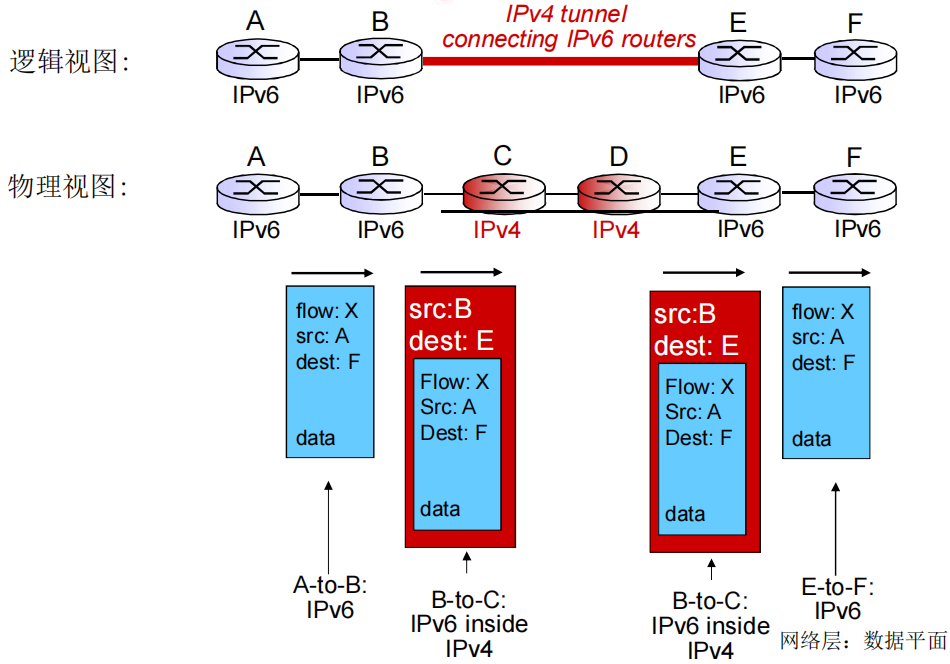 IPv4 tunnel
connecting IPv6 routers
逻辑视图:
A
B
E
F
IPv6
IPv6
IPv6
IPv6
物理视图:
A
B
C
D
E
F
IPv6
IPv6
IPv4
IPv4
IPv6
IPv6
flow: X
src: A
dest: F
data
src:B
dest: E
Flow: X
Src: A
Dest: F
data
src:B
dest: E
Flow: X
Src: A
Dest: F
data
flow: X
src: A
dest: F
data
A-to-B:
IPv6
B-to-C:
IPv6 inside
IPv4
B-to-C:
IPv6 inside
IPv4
E-to-F:
IPv6
网络层: 数据平面